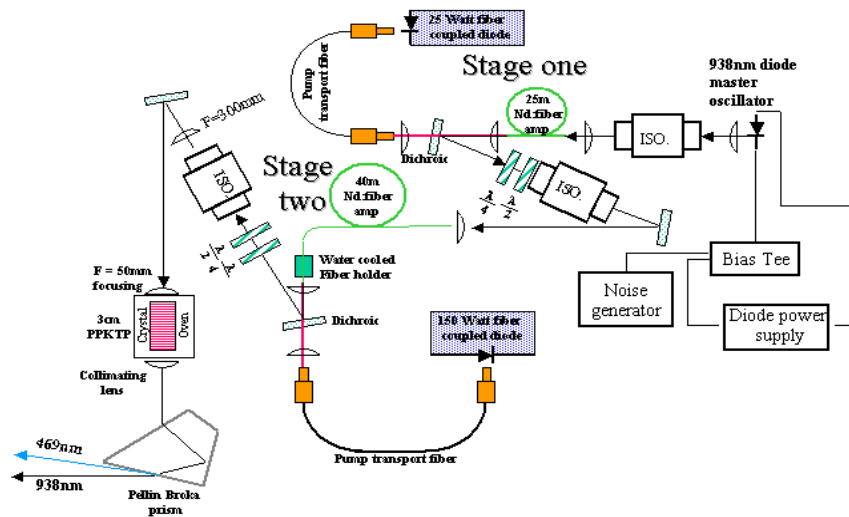 25 Watt fiber
coupled diode
Pump
transport fiber
Stage one
938nm diode
master
oscillator
25m
Nd:fiber
amp
ISO.
Dichroic
F=300mm
ISO.
Stage
two
40m
Nd:fiber
amp
λ/4 λ/2
ISO.
λ/2 λ/4
Water cooled
Fiber holder
Bias Tee
Noise
generator
Diode power
supply
F = 50mm
focusing
3cm
PPKTP
Crystal
Oven
Dichroic
150 Watt fiber
coupled diode
Collimating
lens
Pump transport fiber
469nm
938nm
Pellin Broka
prism